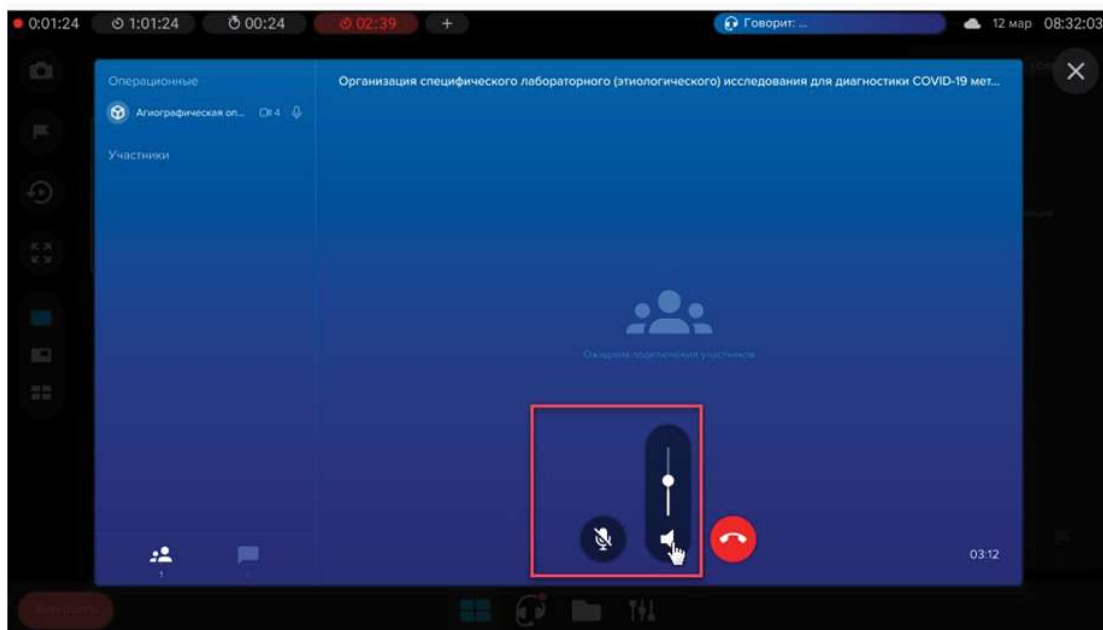 0:01:24 1:01:24 00:24 02:39 + Говорит: ... 12 мар 08:32:03
Операционные
Агиографическая оп... 4
Участники
Организация специфического лабораторного (этиологического) исследования для диагностики COVID-19 мет...
Ожидаем подключения участников
03:12
1